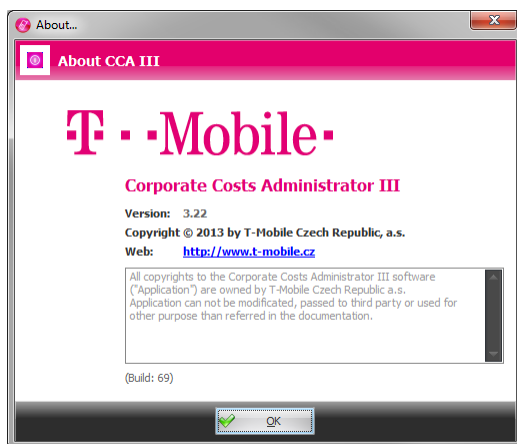 About...
About CCA III
T··Mobile·
Corporate Costs Administrator III
Version: 3.22
Copyright © 2013 by T-Mobile Czech Republic, a.s.
Web: http://www.t-mobile.cz
All copyrights to the Corporate Costs Administrator III software
("Application") are owned by T-Mobile Czech Republic a.s.
Application can not be modified, passed to third party or used for
other purpose than referred in the documentation.
(Build: 69)
OK